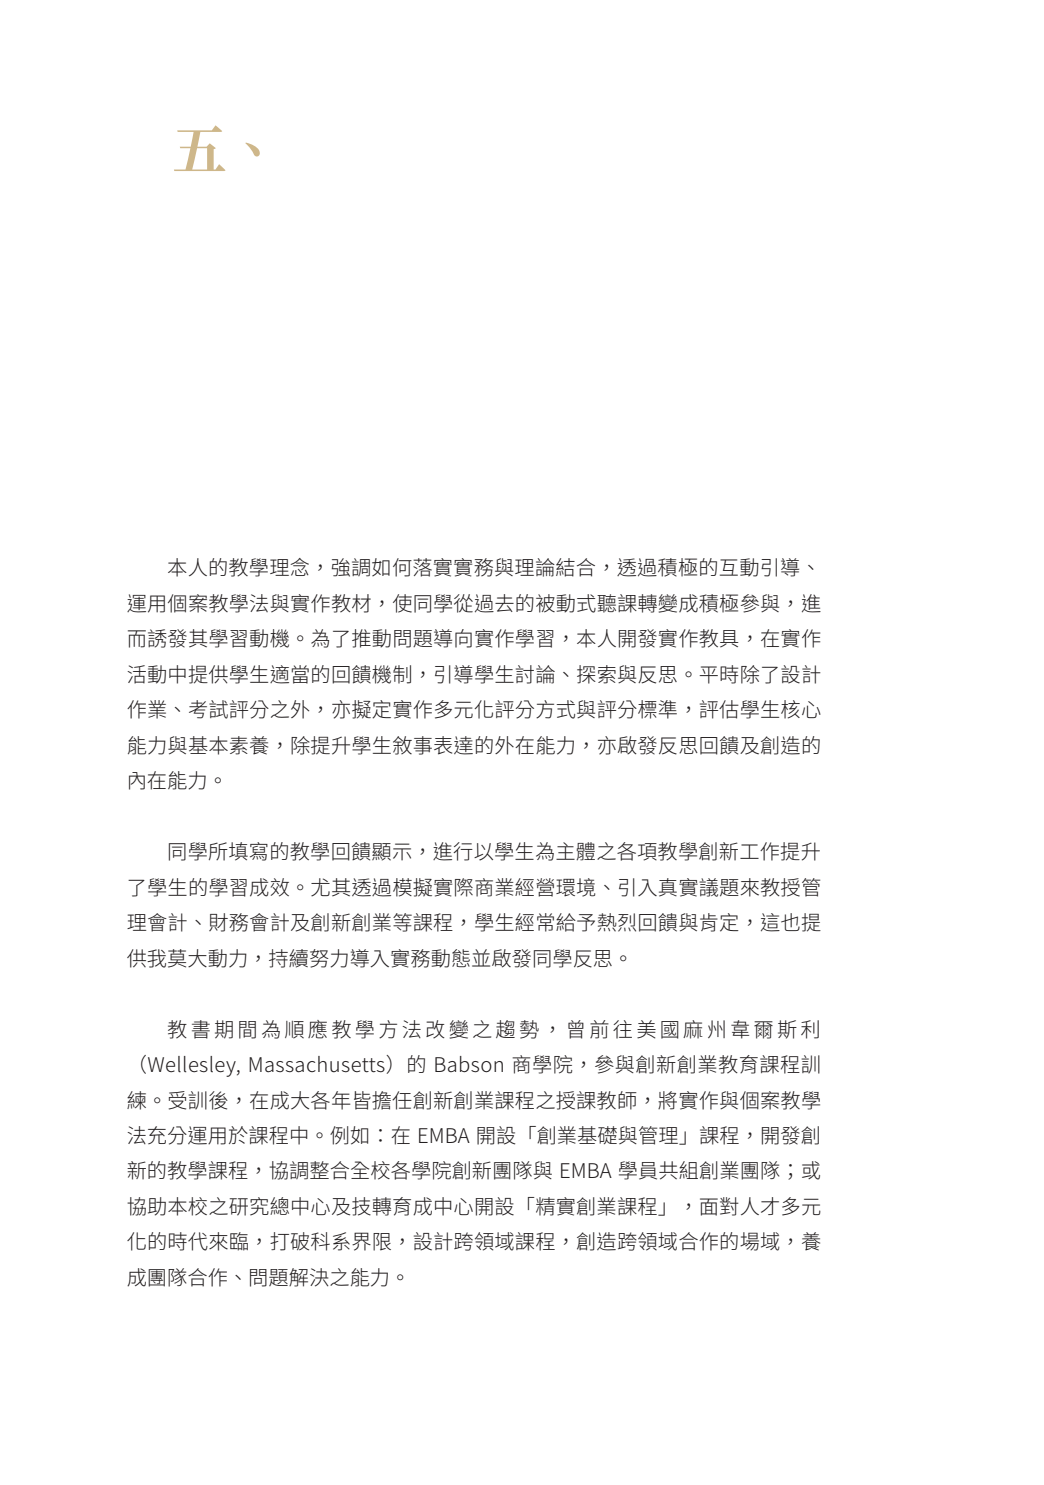 五、
本人的教學理念，強調如何落實實務與理論結合，透過積極的互動引導、
運用個案教學法與實作教材，使同學從過去的被動式聽課轉變成積極參與，進
而誘發其學習動機。為了推動問題導向實作學習，本人開發實作教具，在實作
活動中提供學生適當的回饋機制，引導學生討論、探索與反思。平時除了設計
作業、考試評分之外，亦擬定實作多元化評分方式與評分標準，評估學生核心
能力與基本素養，除提升學生敘事表達的外在能力，亦啟發反思回饋及創造的
內在能力。
同學所填寫的教學回饋顯示，進行以學生為主體之各項教學創新工作提升
了學生的學習成效。尤其透過模擬實際商業經營環境、引入真實議題來教授管
理會計、財務會計及創新創業等課程，學生經常給予熱烈回饋與肯定，這也提
供我莫大動力，持續努力導入實務動態並啟發同學反思。
教書期間為順應教學方法改變之趨勢，曾前往美國麻州韋爾斯利
（Wellesley, Massachusetts）的 Babson 商學院，參與創新創業教育課程訓
練。受訓後，在成大各年皆擔任創新創業課程之授課教師，將實作與個案教學
法充分運用於課程中。例如：在 EMBA 開設「創業基礎與管理」課程，開發創
新的教學課程，協調整合全校各學院創新團隊與 EMBA 學員共組創業團隊；或
協助本校之研究總中心及技轉育成中心開設「精實創業課程」，面對人才多元
化的時代來臨，打破科系界限，設計跨領域課程，創造跨領域合作的場域，養
成團隊合作、問題解決之能力。